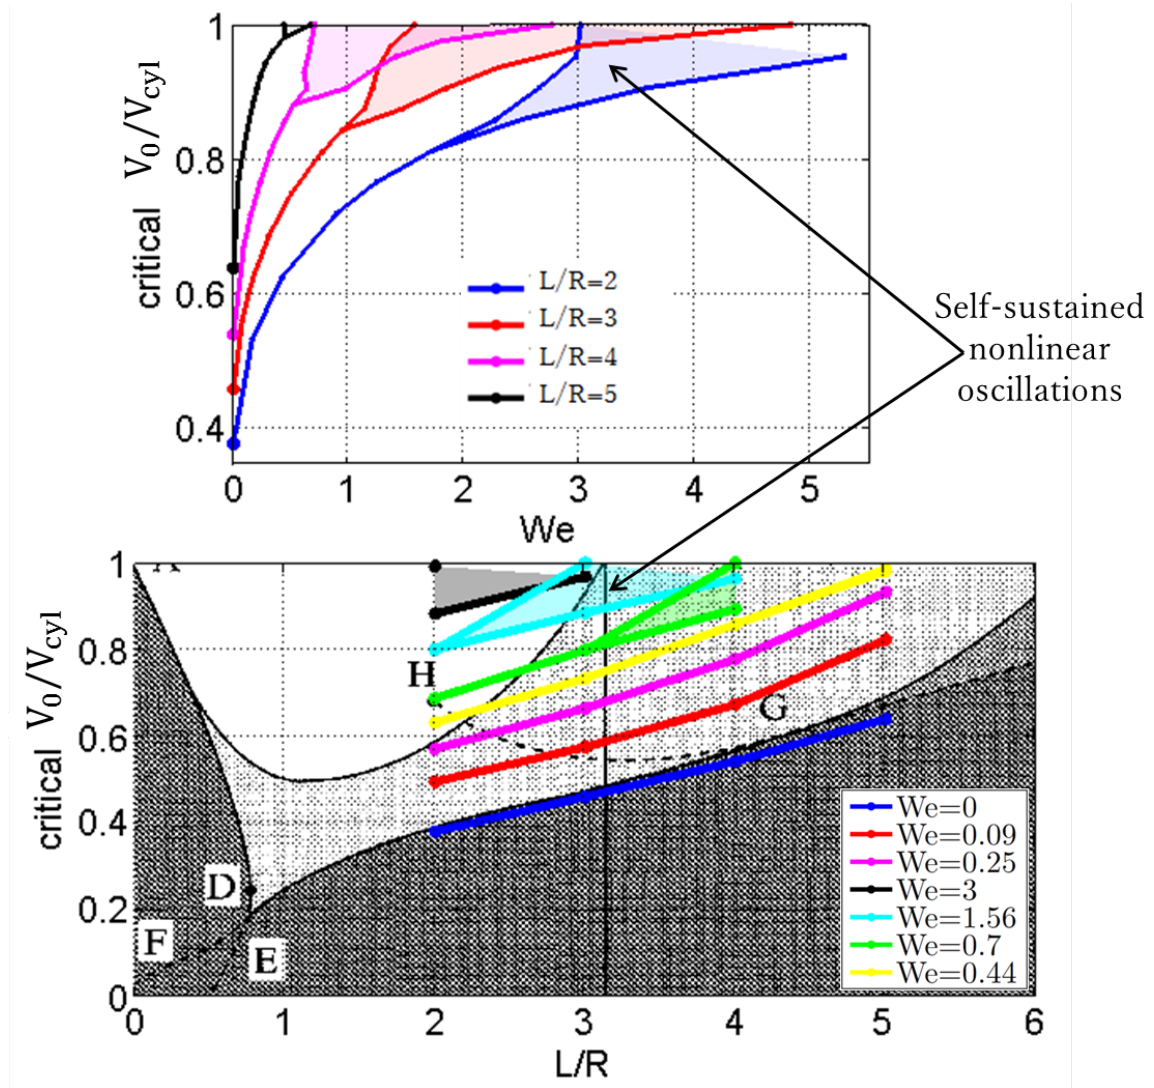 1
0.8
0.6
0.4
critical V₀/V_cyl
0 1 2 3 4 5
We
L/R=2
L/R=3
L/R=4
L/R=5
Self-sustained
nonlinear
oscillations
1
0.8
0.6
0.4
0.2
0
critical V₀/V_cyl
A
H
G
D
F
E
We=0
We=0.09
We=0.25
We=3
We=1.56
We=0.7
We=0.44
0 1 2 3 4 5 6
L/R